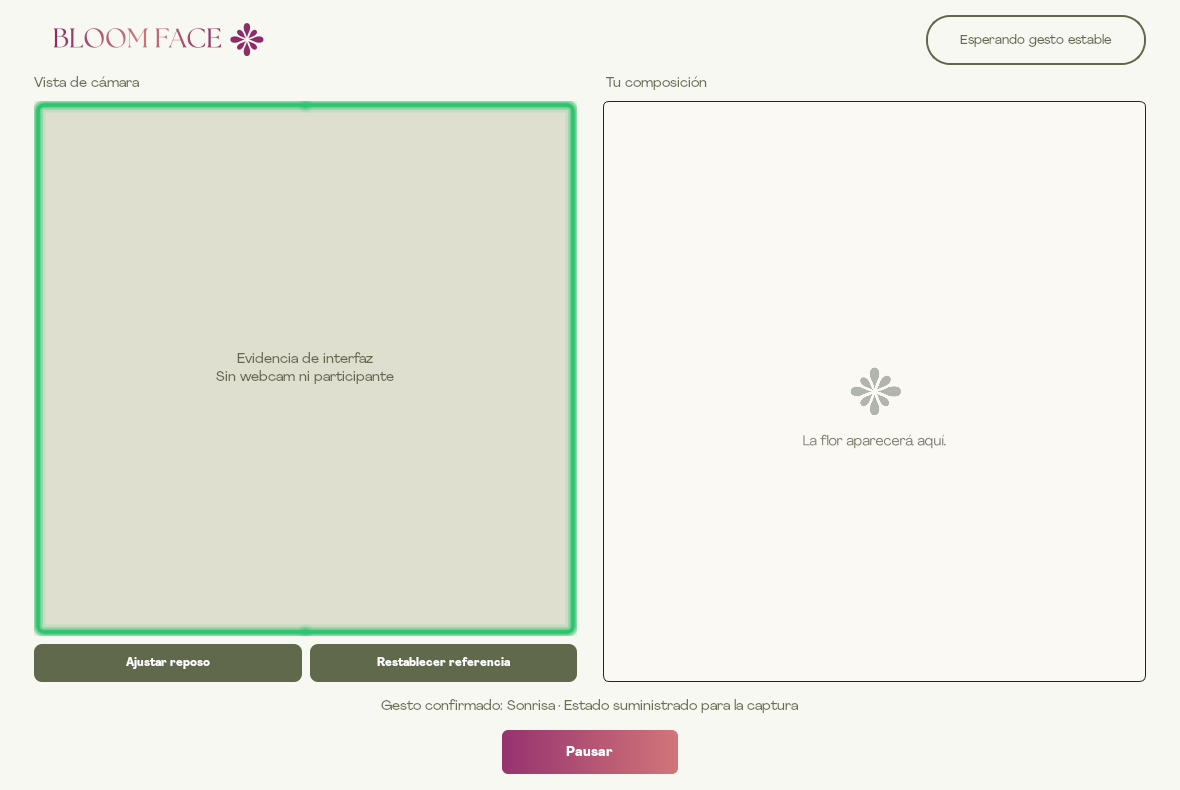 BLOOM FACE
Esperando gesto estable
Vista de cámara
Tu composición
Evidencia de interfaz
Sin webcam ni participante
La flor aparecerá aquí.
Ajustar reposo
Restablecer referencia
Gesto confirmado: Sonrisa · Estado suministrado para la captura
Pausar